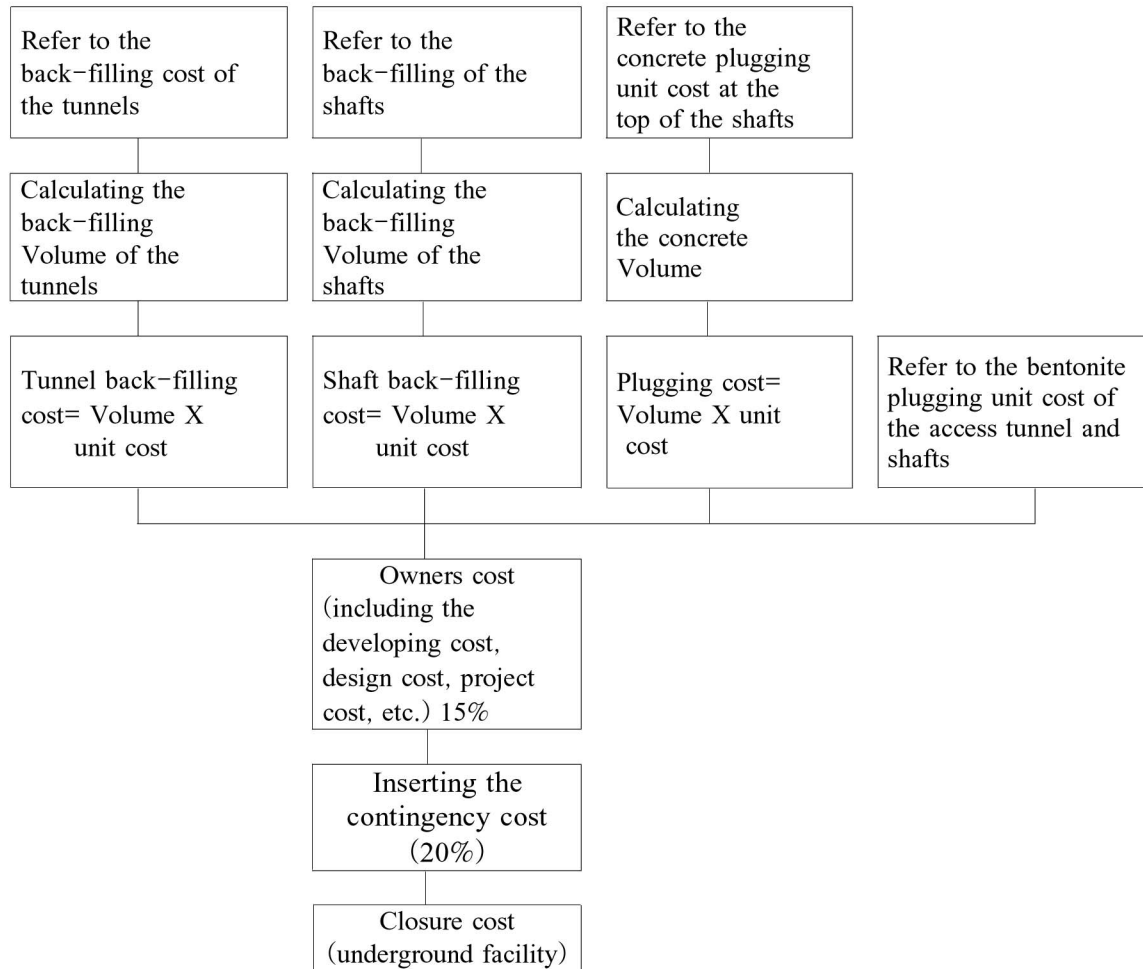 Refer to the
back-filling cost of
the tunnels
Refer to the
back-filling of the
shafts
Refer to the
concrete plugging
unit cost at the
top of the shafts
Calculating the
back-filling
Volume of the
tunnels
Calculating the
back-filling
Volume of the
shafts
Calculating
the concrete
Volume
Tunnel back-filling
cost= Volume X
unit cost
Shaft back-filling
cost= Volume X
unit cost
Plugging cost=
Volume X unit
cost
Refer to the bentonite
plugging unit cost of
the access tunnel and
shafts
Owners cost
(including the
developing cost,
design cost, project
cost, etc.) 15%
Inserting the
contingency cost
(20%)
Closure cost
(underground facility)